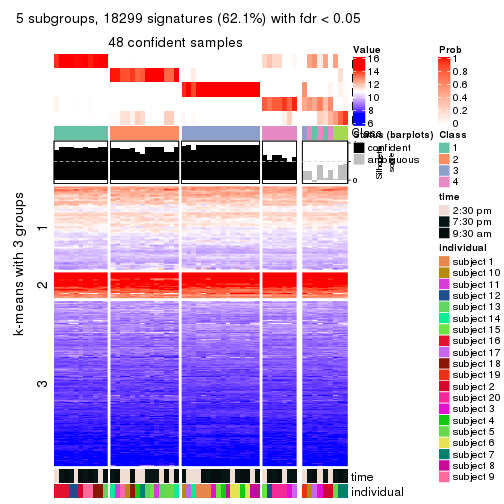 5 subgroups, 18299 signatures (62.1%) with fdr < 0.05
48 confident samples
k-means with 3 groups
1
2
3
Class
0
time
individual
Value
16
14
12
10
8
6
Status (barplots)
confident
ambiguous
Prob
1
0.8
0.6
0.4
0.2
0
Class
1
2
3
4
time
2:30 pm
7:30 pm
9:30 am
individual
subject 1
subject 10
subject 11
subject 12
subject 13
subject 14
subject 15
subject 16
subject 17
subject 18
subject 19
subject 2
subject 20
subject 3
subject 4
subject 5
subject 6
subject 7
subject 8
subject 9